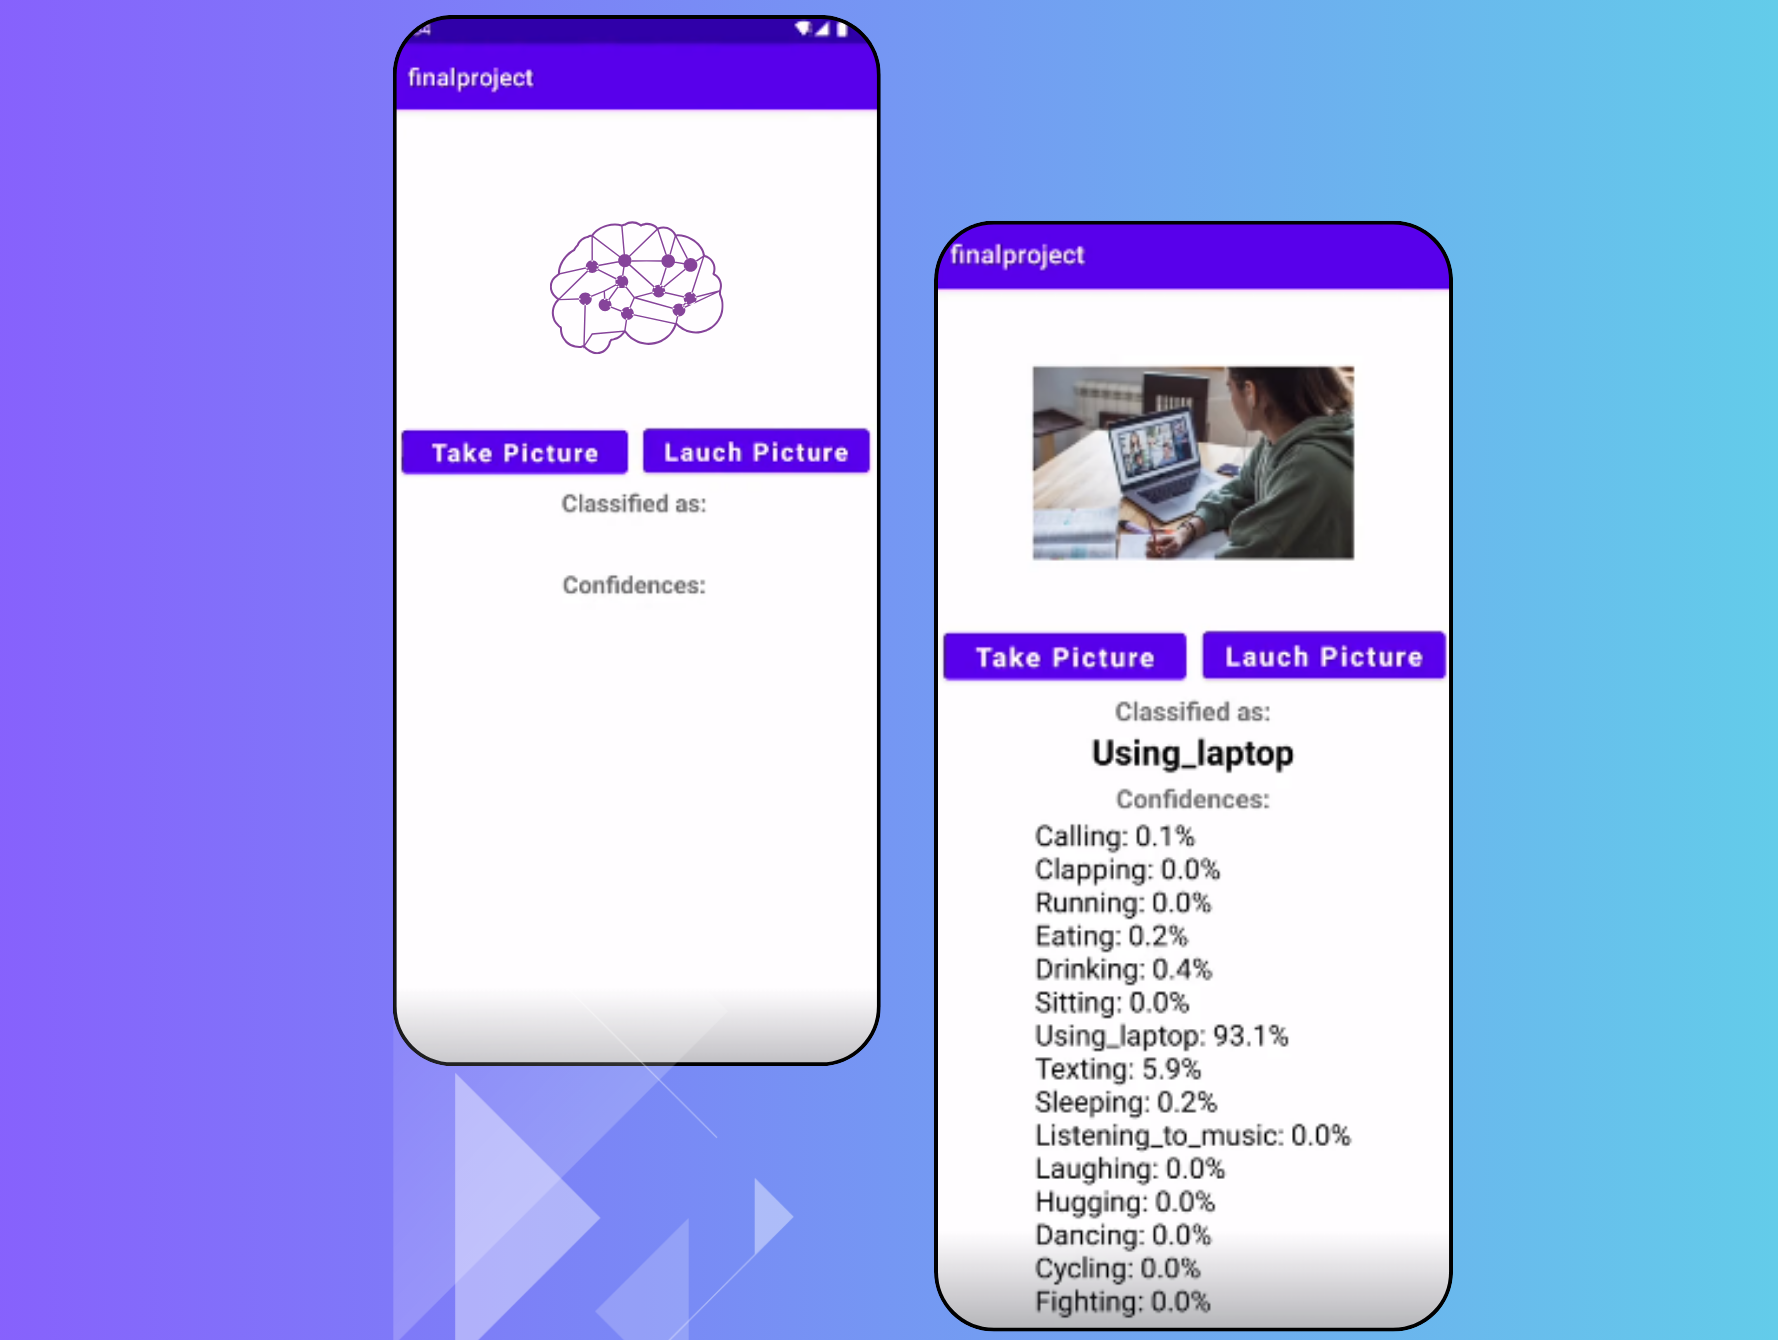 finalproject
Take Picture
Lauch Picture
Classified as:
Confidences:
finalproject
Take Picture
Lauch Picture
Classified as:
Using_laptop
Confidences:
Calling: 0.1%
Clapping: 0.0%
Running: 0.0%
Eating: 0.2%
Drinking: 0.4%
Sitting: 0.0%
Using_laptop: 93.1%
Texting: 5.9%
Sleeping: 0.2%
Listening_to_music: 0.0%
Laughing: 0.0%
Hugging: 0.0%
Dancing: 0.0%
Cycling: 0.0%
Fighting: 0.0%